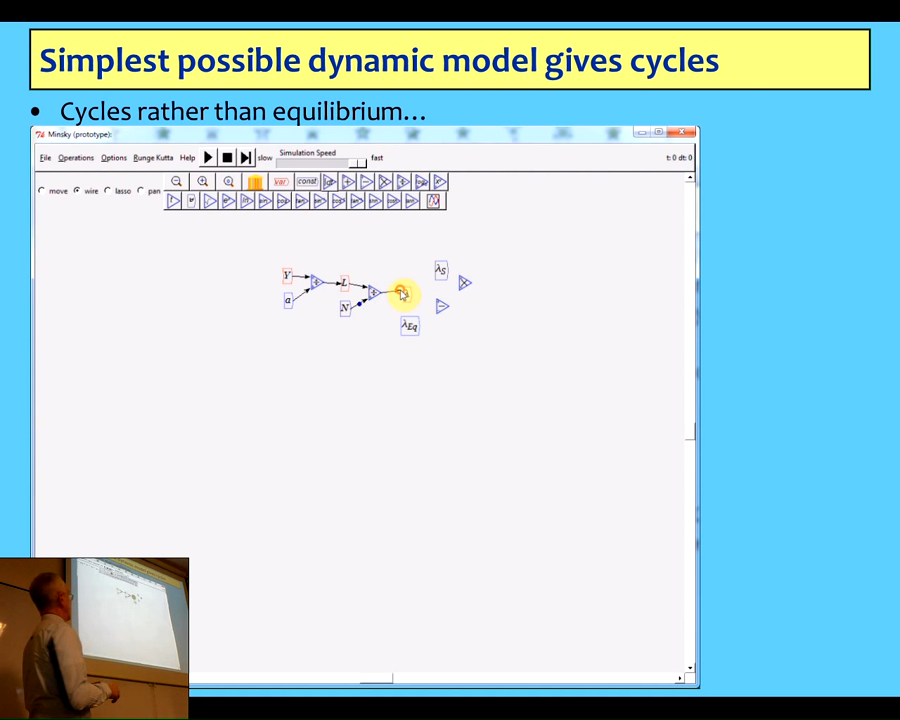 Simplest possible dynamic model gives cycles
• Cycles rather than equilibrium…
Minsky (prototype):
File Operations Options Runge Kutta Help slow Simulation Speed fast t: 0 dt: 0
move wire lasso pan
var const
Y
a
L
N
λS
λEq